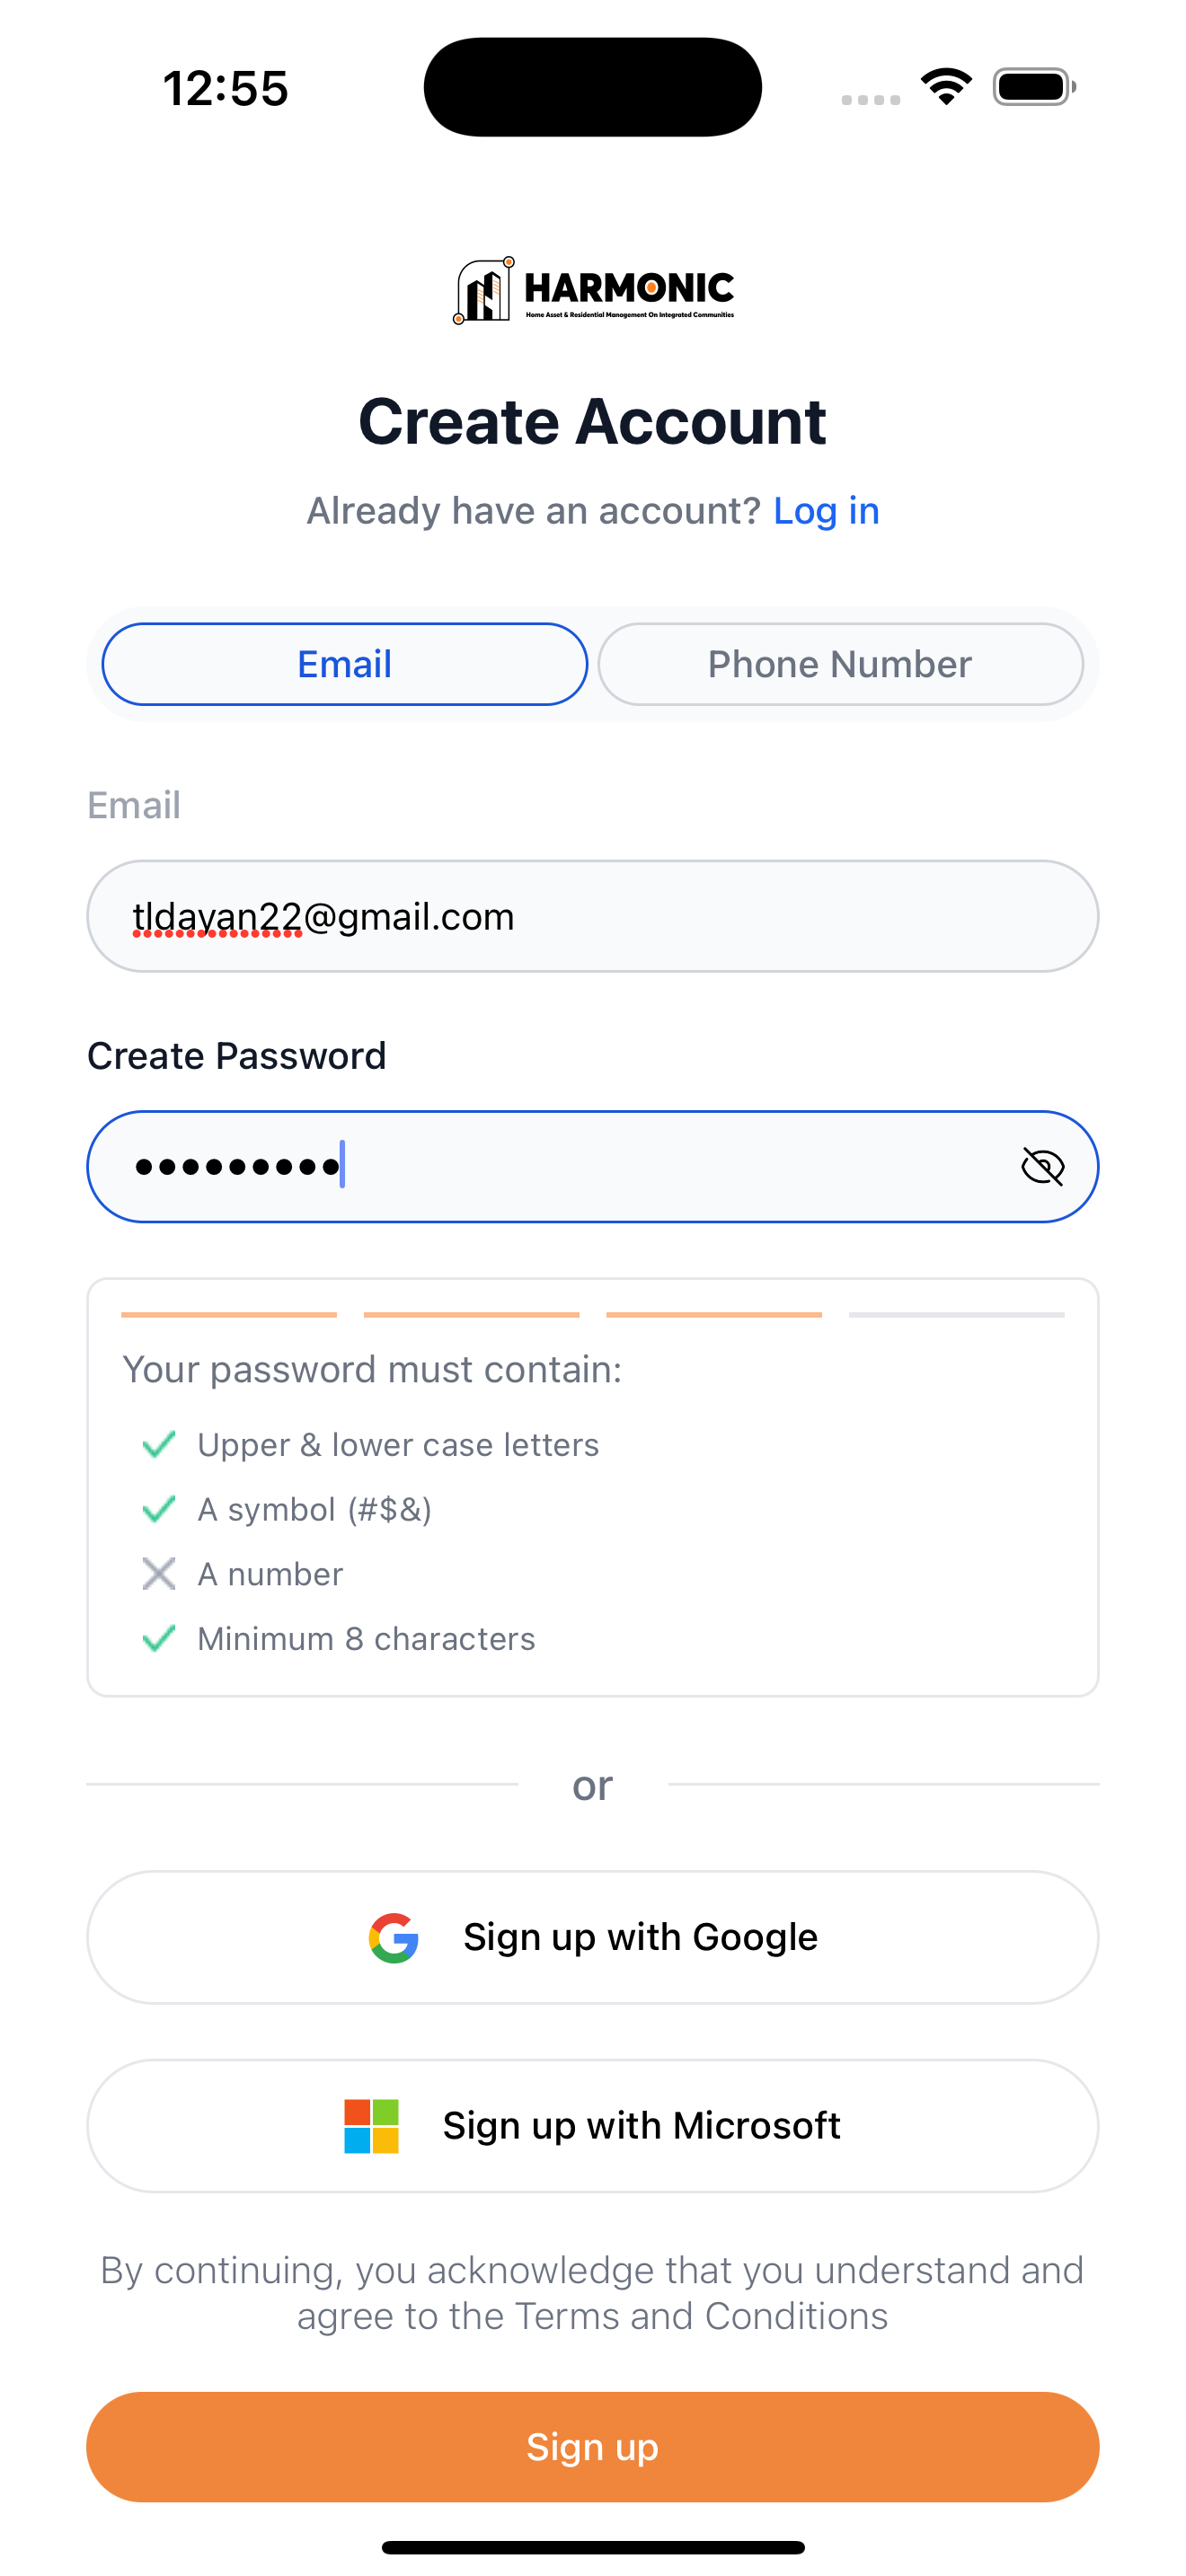 12:55
HARMONIC
Home Asset & Residential Management On Integrated Communities
Create Account
Already have an account? Log in
Email
Phone Number
Email
tldayan22@gmail.com
Create Password
Your password must contain:
Upper & lower case letters
A symbol (#$&)
A number
Minimum 8 characters
or
Sign up with Google
Sign up with Microsoft
By continuing, you acknowledge that you understand and
agree to the Terms and Conditions
Sign up